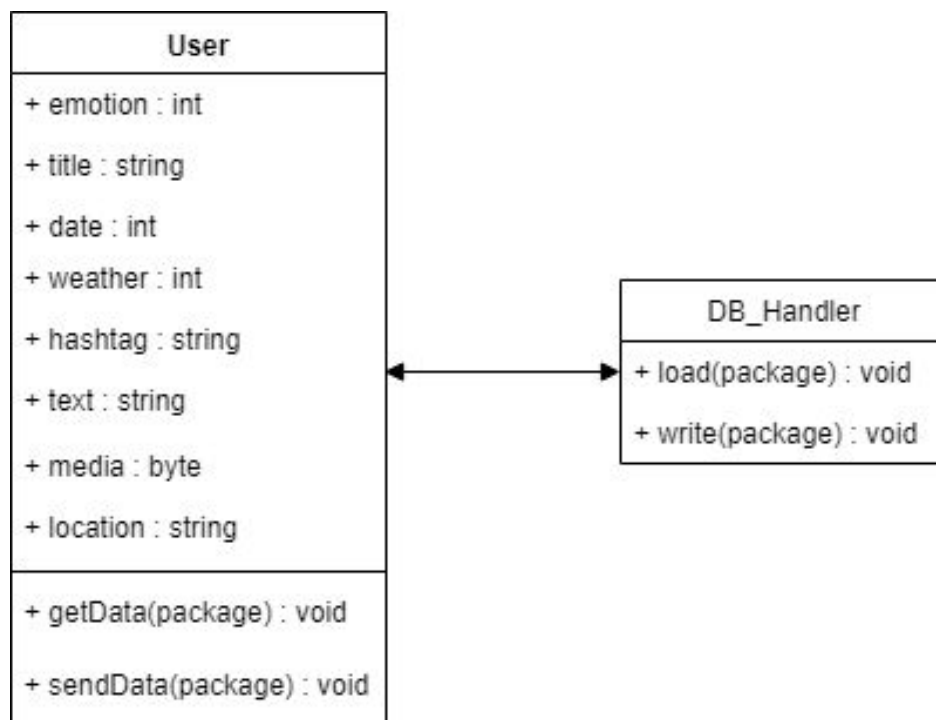 User
+ emotion : int
+ title : string
+ date : int
+ weather : int
+ hashtag : string
+ text : string
+ media : byte
+ location : string
+ getData(package) : void
+ sendData(package) : void
DB_Handler
+ load(package) : void
+ write(package) : void